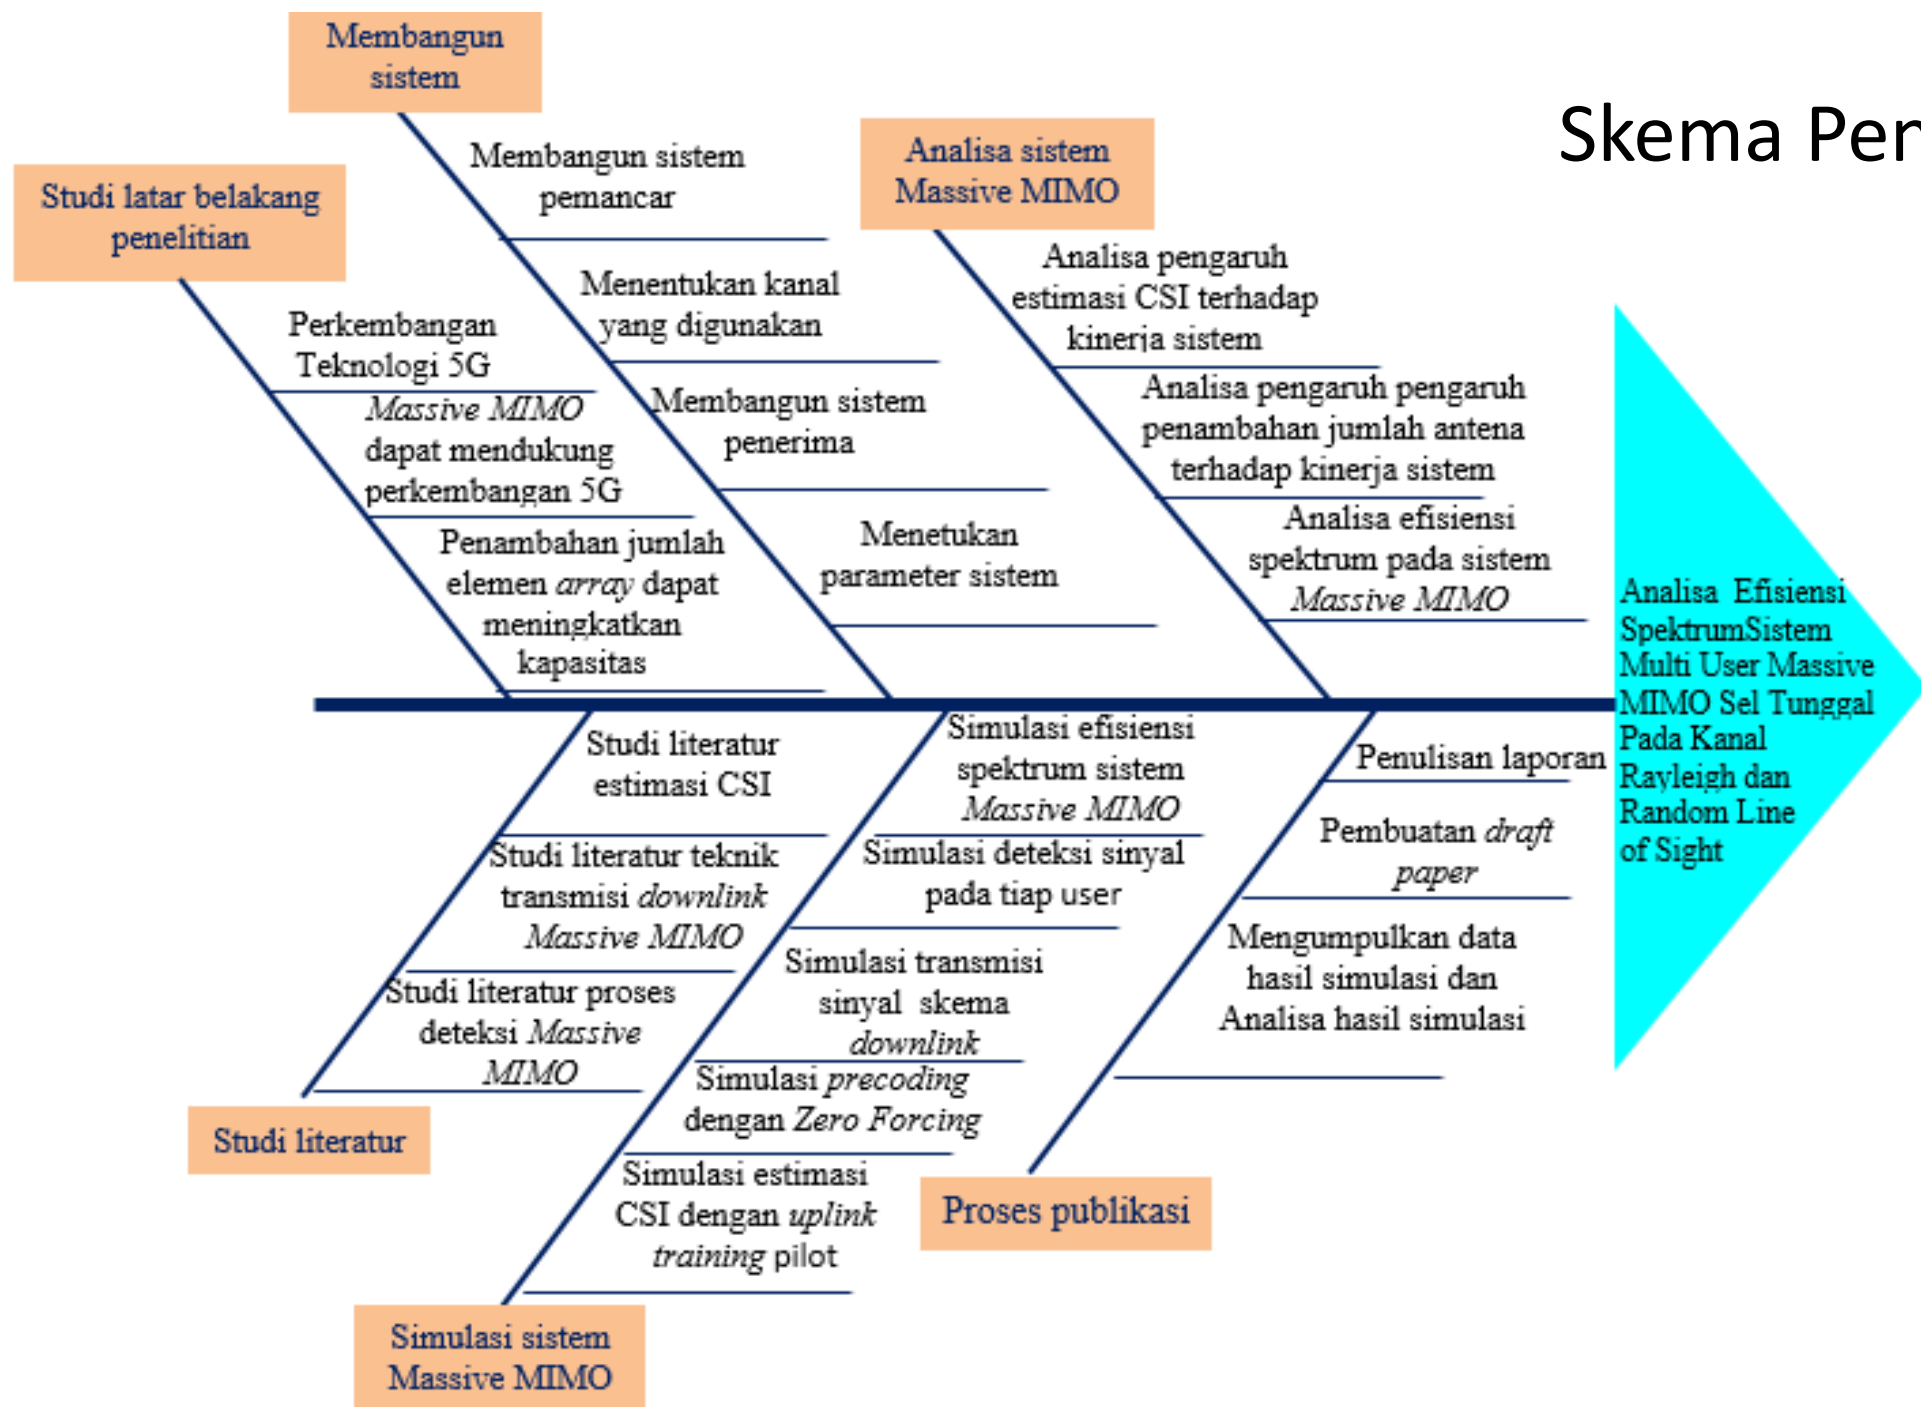 Skema Pen
Membangun
sistem
Membangun sistem
pemancar
Menentukan kanal
yang digunakan
Membangun sistem
penerima
Menetukan
parameter sistem
Studi latar belakang
penelitian
Perkembangan
Teknologi 5G
Massive MIMO
dapat mendukung
perkembangan 5G
Penambahan jumlah
elemen array dapat
meningkatkan
kapasitas
Analisa sistem
Massive MIMO
Analisa pengaruh
estimasi CSI terhadap
kinerja sistem
Analisa pengaruh pengaruh
penambahan jumlah antena
terhadap kinerja sistem
Analisa efisiensi
spektrum pada sistem
Massive MIMO
Analisa  Efisiensi
SpektrumSistem
Multi User Massive
MIMO Sel Tunggal
Pada Kanal
Rayleigh dan
Random Line
of Sight
Studi literatur
estimasi CSI
Studi literatur teknik
transmisi downlink
Massive MIMO
Studi literatur proses
deteksi Massive
MIMO
Studi literatur
Simulasi efisiensi
spektrum sistem
Massive MIMO
Simulasi deteksi sinyal
pada tiap user
Simulasi transmisi
sinyal  skema
downlink
Simulasi precoding
dengan Zero Forcing
Simulasi estimasi
CSI dengan uplink
training pilot
Simulasi sistem
Massive MIMO
Penulisan laporan
Pembuatan draft
paper
Mengumpulkan data
hasil simulasi dan
Analisa hasil simulasi
Proses publikasi